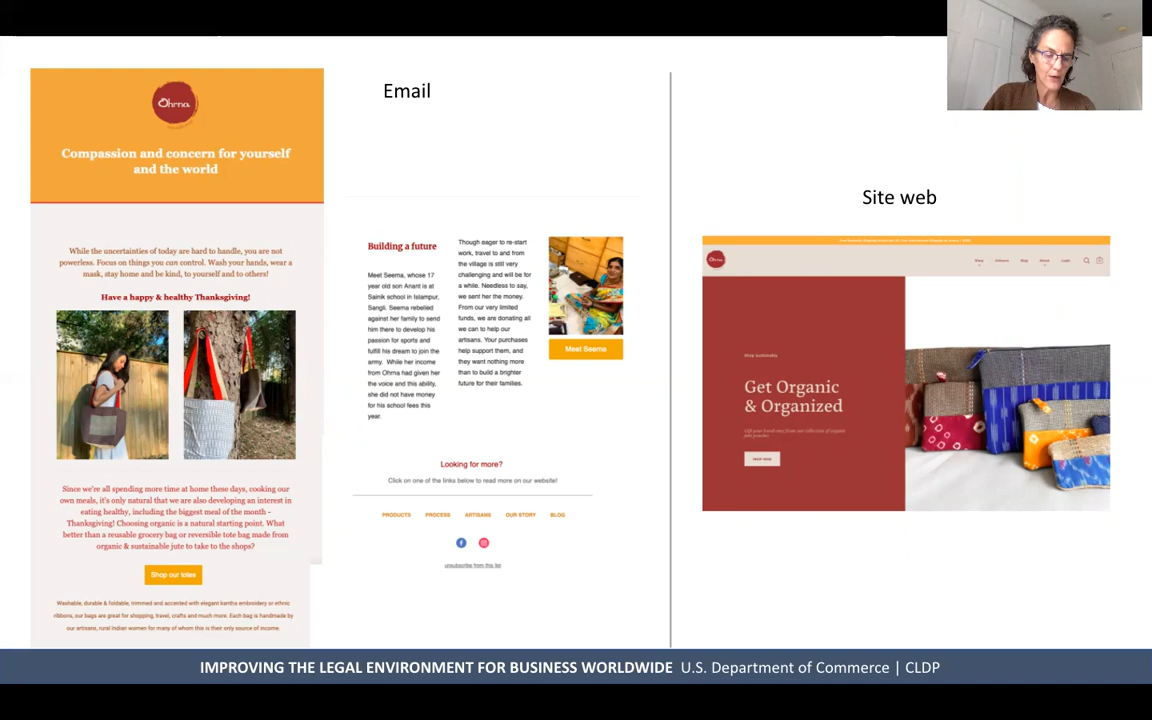 Email
Ohrna
Compassion and concern for yourself
and the world
While the uncertainties of today are hard to handle, you are not
powerless. Focus on things you can control. Wash your hands, wear a
mask, stay home and be kind, to yourself and to others!
Have a happy & healthy Thanksgiving!
Since we're all spending more time at home these days, cooking our
own meals, it's only natural that we are also developing an interest in
eating healthy, including the biggest meal of the month -
Thanksgiving! Choosing organic is a natural starting point. What
better than a reusable grocery bag or reversible tote bag made from
organic & sustainable jute to take to the shops?
Shop our totes
Washable, durable & foldable, trimmed and accented with elegant kantha embroidery or ethnic
ribbons, our bags are great for shopping, travel, crafts and much more. Each bag is handmade by
our artisans, rural Indian women for many of whom this is their only source of income.
Building a future
Meet Seema, whose 17
year old son Anant is at
Sainik school in Islampur,
Sangli. Seema rebelled
against her family to send
him there to develop his
passion for sports and
fulfill his dream to join the
army. While her income
from Ohrna had given her
the voice and this ability,
she did not have money
for his school fees this
year.
Though eager to re-start
work, travel to and from
the village is still very
challenging and will be for
a while. Needless to say,
we sent her the money.
From our very limited
funds, we are donating all
we can to help our
artisans. Your purchases
help support them, and
they want nothing more
than to build a brighter
future for their families.
Meet Seema
Looking for more?
Click on one of the links below to read more on our website!
PRODUCTS PROCESS ARTISANS OUR STORY BLOG
unsubscribe from this list
Site web
Shop Artisans Blog About Login
Shop Sustainably
Get Organic
& Organized
SHOP NOW
IMPROVING THE LEGAL ENVIRONMENT FOR BUSINESS WORLDWIDE U.S. Department of Commerce | CLDP